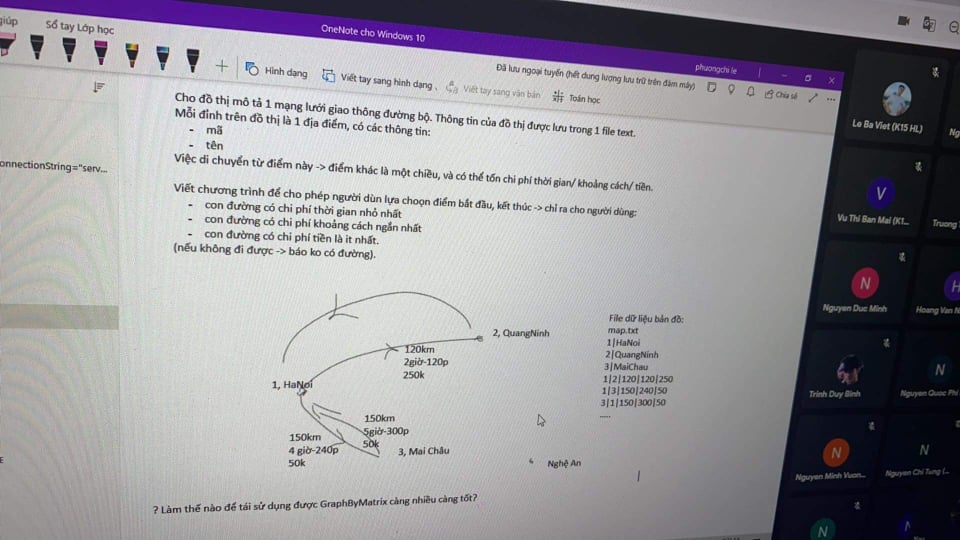 giúp
Sổ tay Lớp học
OneNote cho Windows 10
phuongchi le
Đã lưu ngoại tuyến (hết dung lượng lưu trữ trên đám mây)
Hình dạng
Viết tay sang hình dạng
Viết tay sang văn bản
Toán học
Chia sẻ
onnectionString="serv...
Cho đồ thị mô tả 1 mạng lưới giao thông đường bộ. Thông tin của đồ thị được lưu trong 1 file text.
Mỗi đỉnh trên đồ thị là 1 địa điểm, có các thông tin:
- mã
- tên
Việc di chuyển từ điểm này -> điểm khác là một chiều, và có thể tốn chi phí thời gian/ khoảng cách/ tiền.
Viết chương trình để cho phép người dùn lựa choọn điểm bắt đầu, kết thúc -> chỉ ra cho người dùng:
- con đường có chi phí thời gian nhỏ nhất
- con đường có chi phí khoảng cách ngắn nhất
- con đường có chi phí tiền là it nhất.
(nếu không đi được -> báo ko có đường).
2, QuangNinh
120km
2giờ-120p
250k
1, HaNoi
150km
5giờ-300p
50k
150km
4 giờ-240p
50k
3, Mai Châu
4
Nghệ An
File dữ liệu bản đồ:
map.txt
1|HaNoi
2|QuangNinh
3|MaiChau
1|2|120|120|250
1|3|150|240|50
3|1|150|300|50
.....
? Làm thế nào để tái sử dụng được GraphByMatrix càng nhiều càng tốt?
Le Ba Viet (K15 HL)
V
Vu Thi Ban Mai (K1...
Truong
N
Nguyen Duc Minh
H
Hoang Van N
Trinh Duy Binh
N
Nguyen Quoc Phi
N
Nguyen Minh Vuon...
N
Nguyen Chi Tung (...
N
N